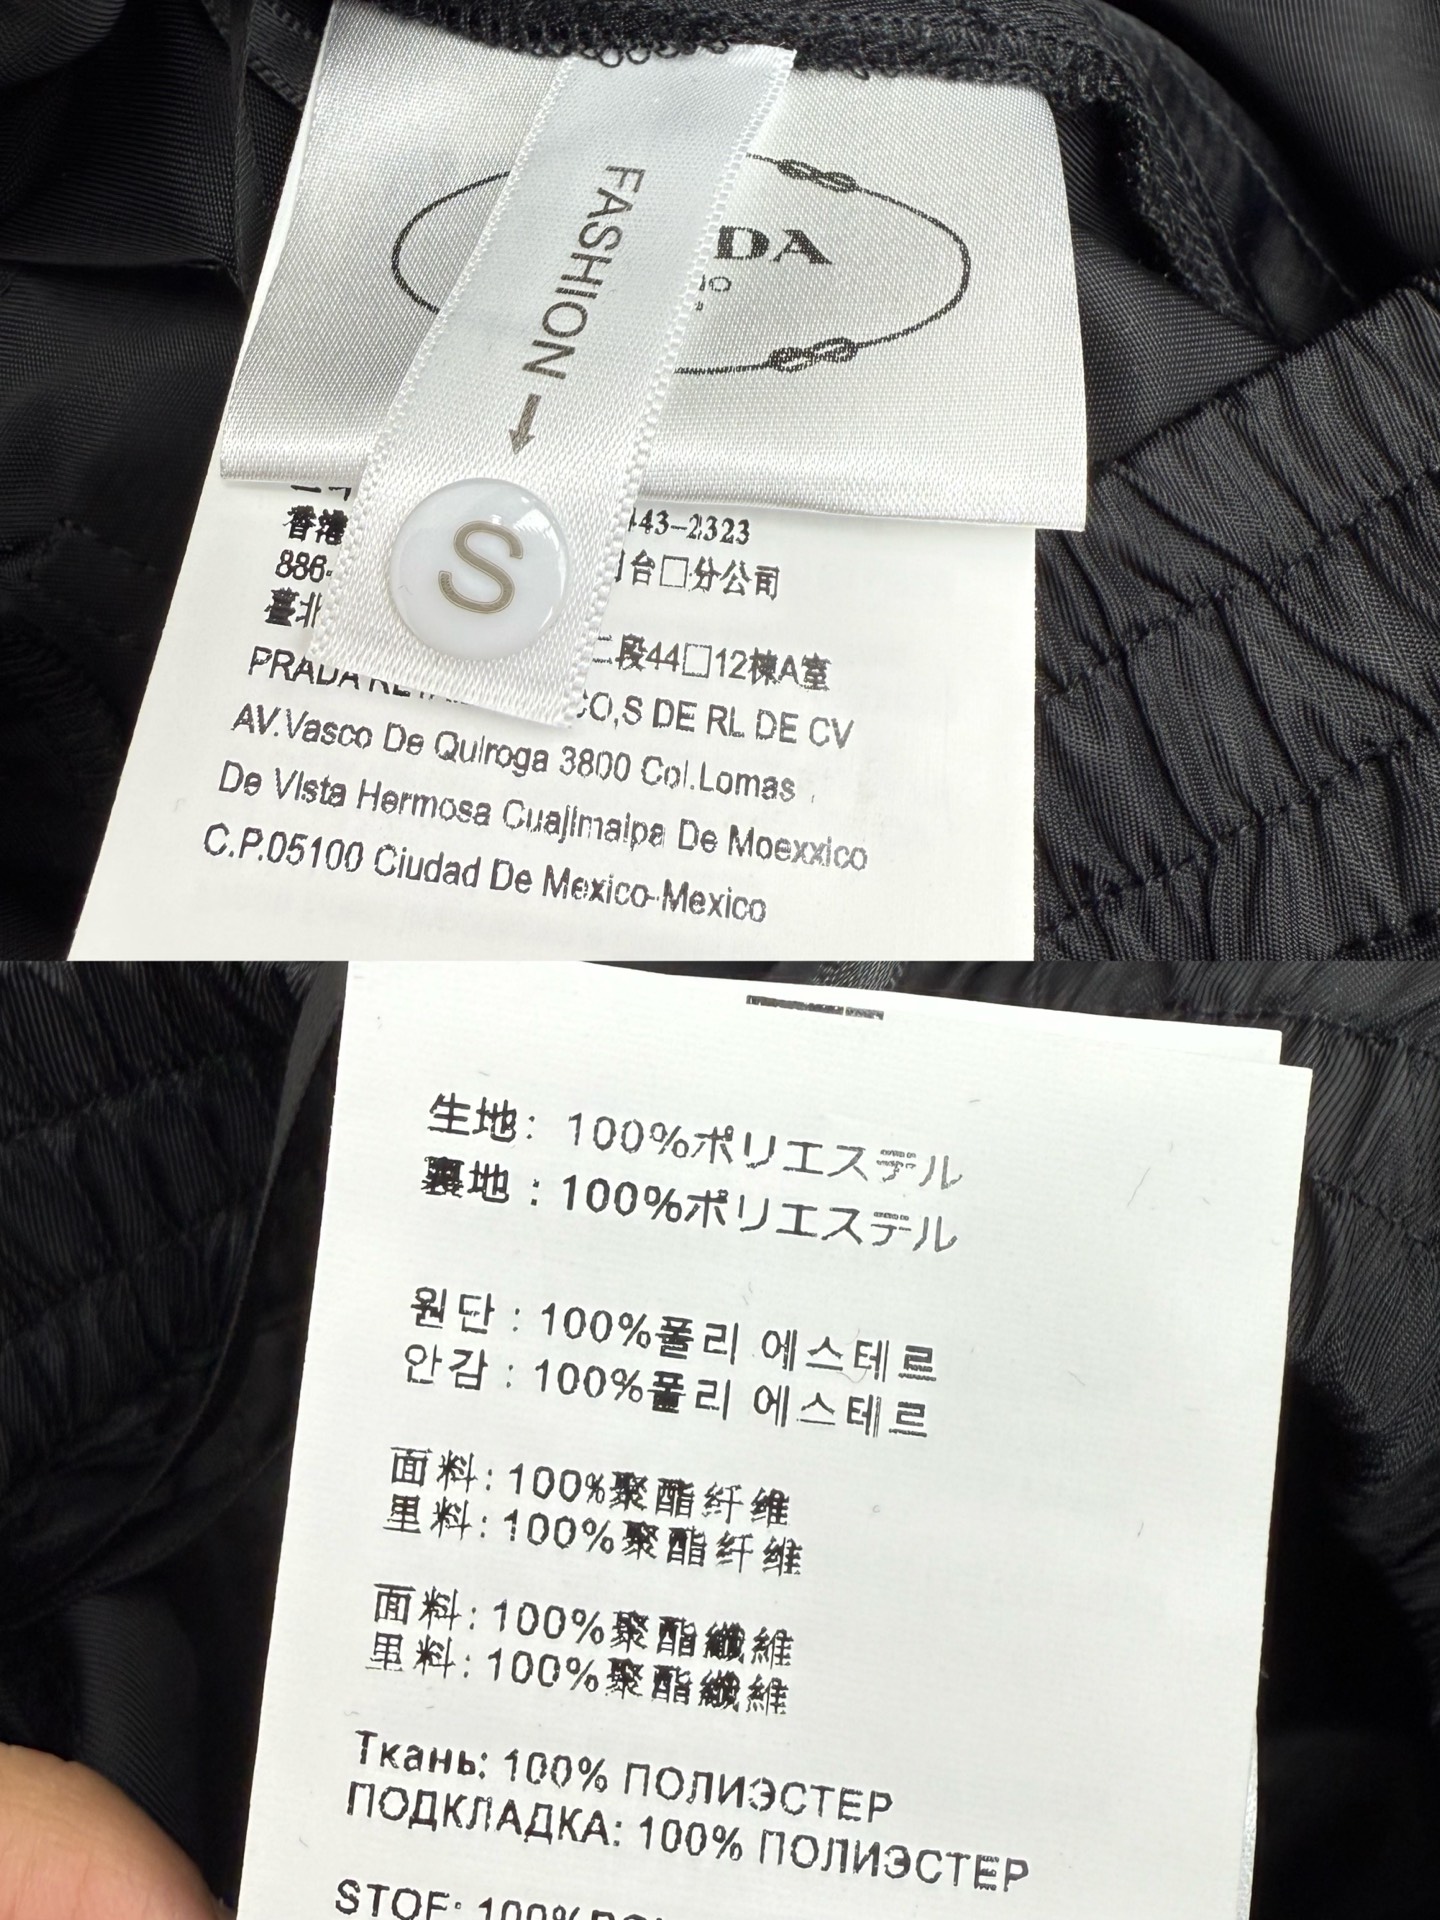 FASHION →
S
DA
香港
443-2323
886-
台□分公司
臺北
二段44□12棟A室
PRADA
CO,S DE RL DE CV
AV.Vasco De Quiroga 3800 Col.Lomas
De Vista Hermosa Cuajimalpa De Moexxico
C.P.05100 Ciudad De Mexico-Mexico
生地: 100%ポリエステル
裏地: 100%ポリエステル
원단: 100%폴리 에스테르
안감: 100%폴리 에스테르
面料: 100%聚酯纤维
里料: 100%聚酯纤维
面料: 100%聚酯纖維
里料: 100%聚酯纖維
Ткань: 100% ПОЛИЭСТЕР
ПОДКЛАДКА: 100% ПОЛИЭСТЕР
STOF: 100%